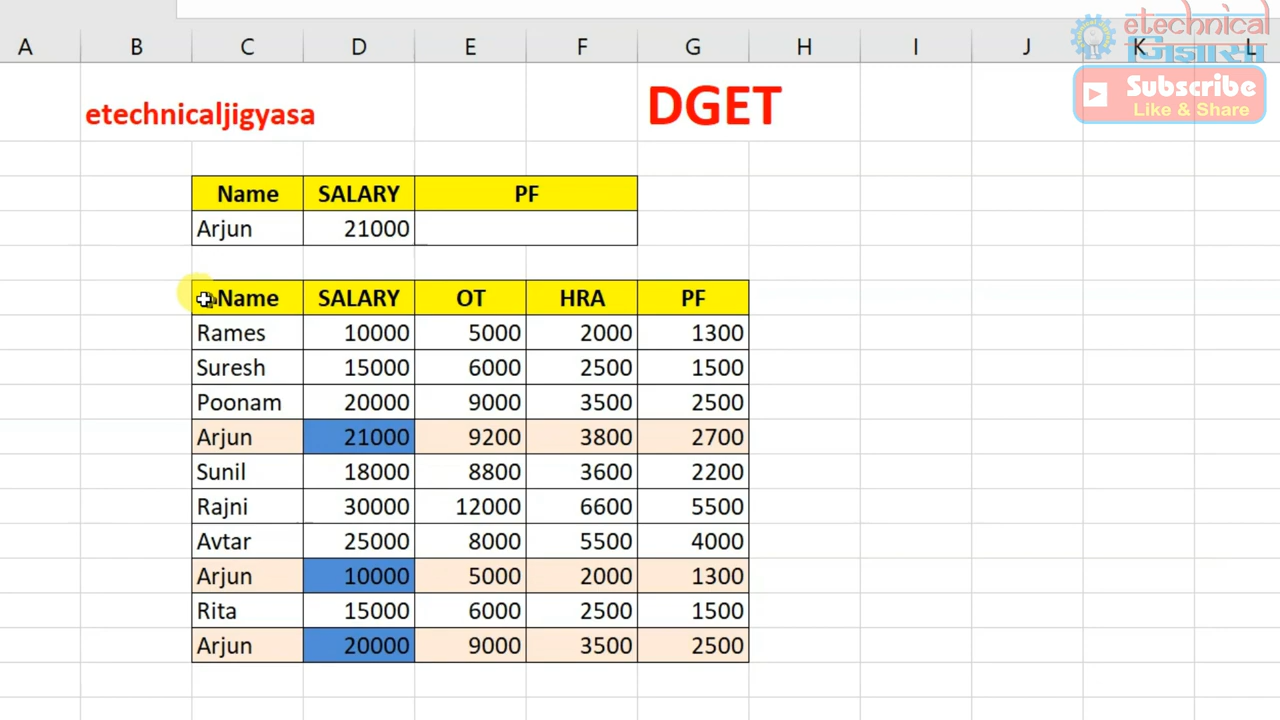 A B C D E F G H I J K L
etechnical
जिज्ञासा
Subscribe
Like & Share
etechnicaljigyasa DGET
Name SALARY PF
Arjun 21000
Name SALARY OT HRA PF
Rames 10000 5000 2000 1300
Suresh 15000 6000 2500 1500
Poonam 20000 9000 3500 2500
Arjun 21000 9200 3800 2700
Sunil 18000 8800 3600 2200
Rajni 30000 12000 6600 5500
Avtar 25000 8000 5500 4000
Arjun 10000 5000 2000 1300
Rita 15000 6000 2500 1500
Arjun 20000 9000 3500 2500